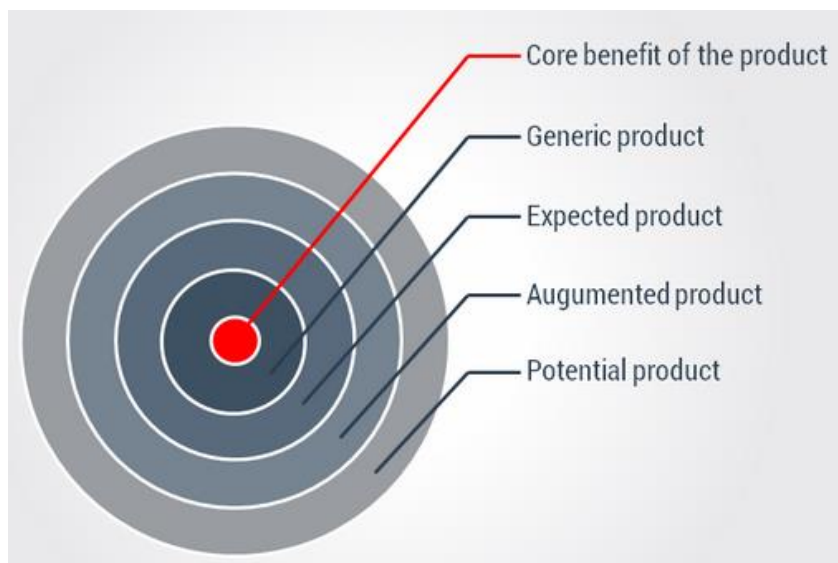 Core benefit of the product
Generic product
Expected product
Augumented product
Potential product